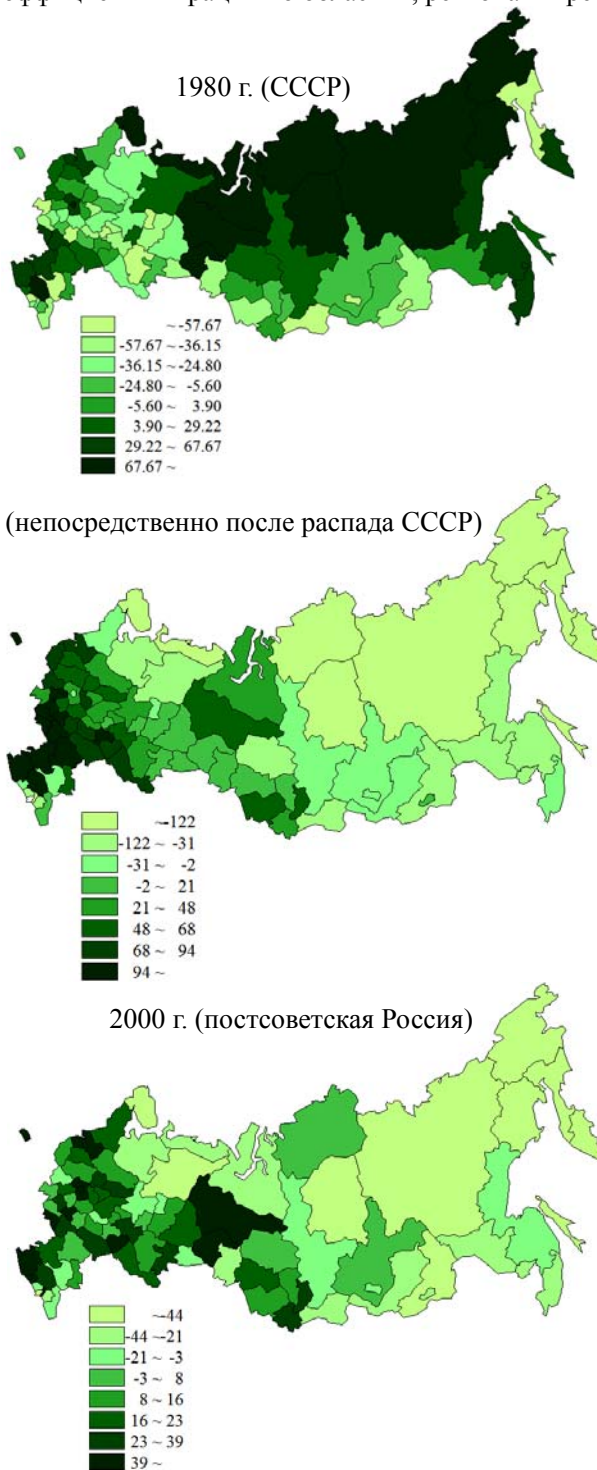 1980 г. (СССР)
~ -57.67
-57.67 ~ -36.15
-36.15 ~ -24.80
-24.80 ~ -5.60
-5.60 ~ 3.90
3.90 ~ 29.22
29.22 ~ 67.67
67.67 ~
(непосредственно после распада СССР)
~-122
-122 ~ -31
-31 ~ -2
-2 ~ 21
21 ~ 48
48 ~ 68
68 ~ 94
94 ~
2000 г. (постсоветская Россия)
~-44
-44 ~ -21
-21 ~ -3
-3 ~ 8
8 ~ 16
16 ~ 23
23 ~ 39
39 ~